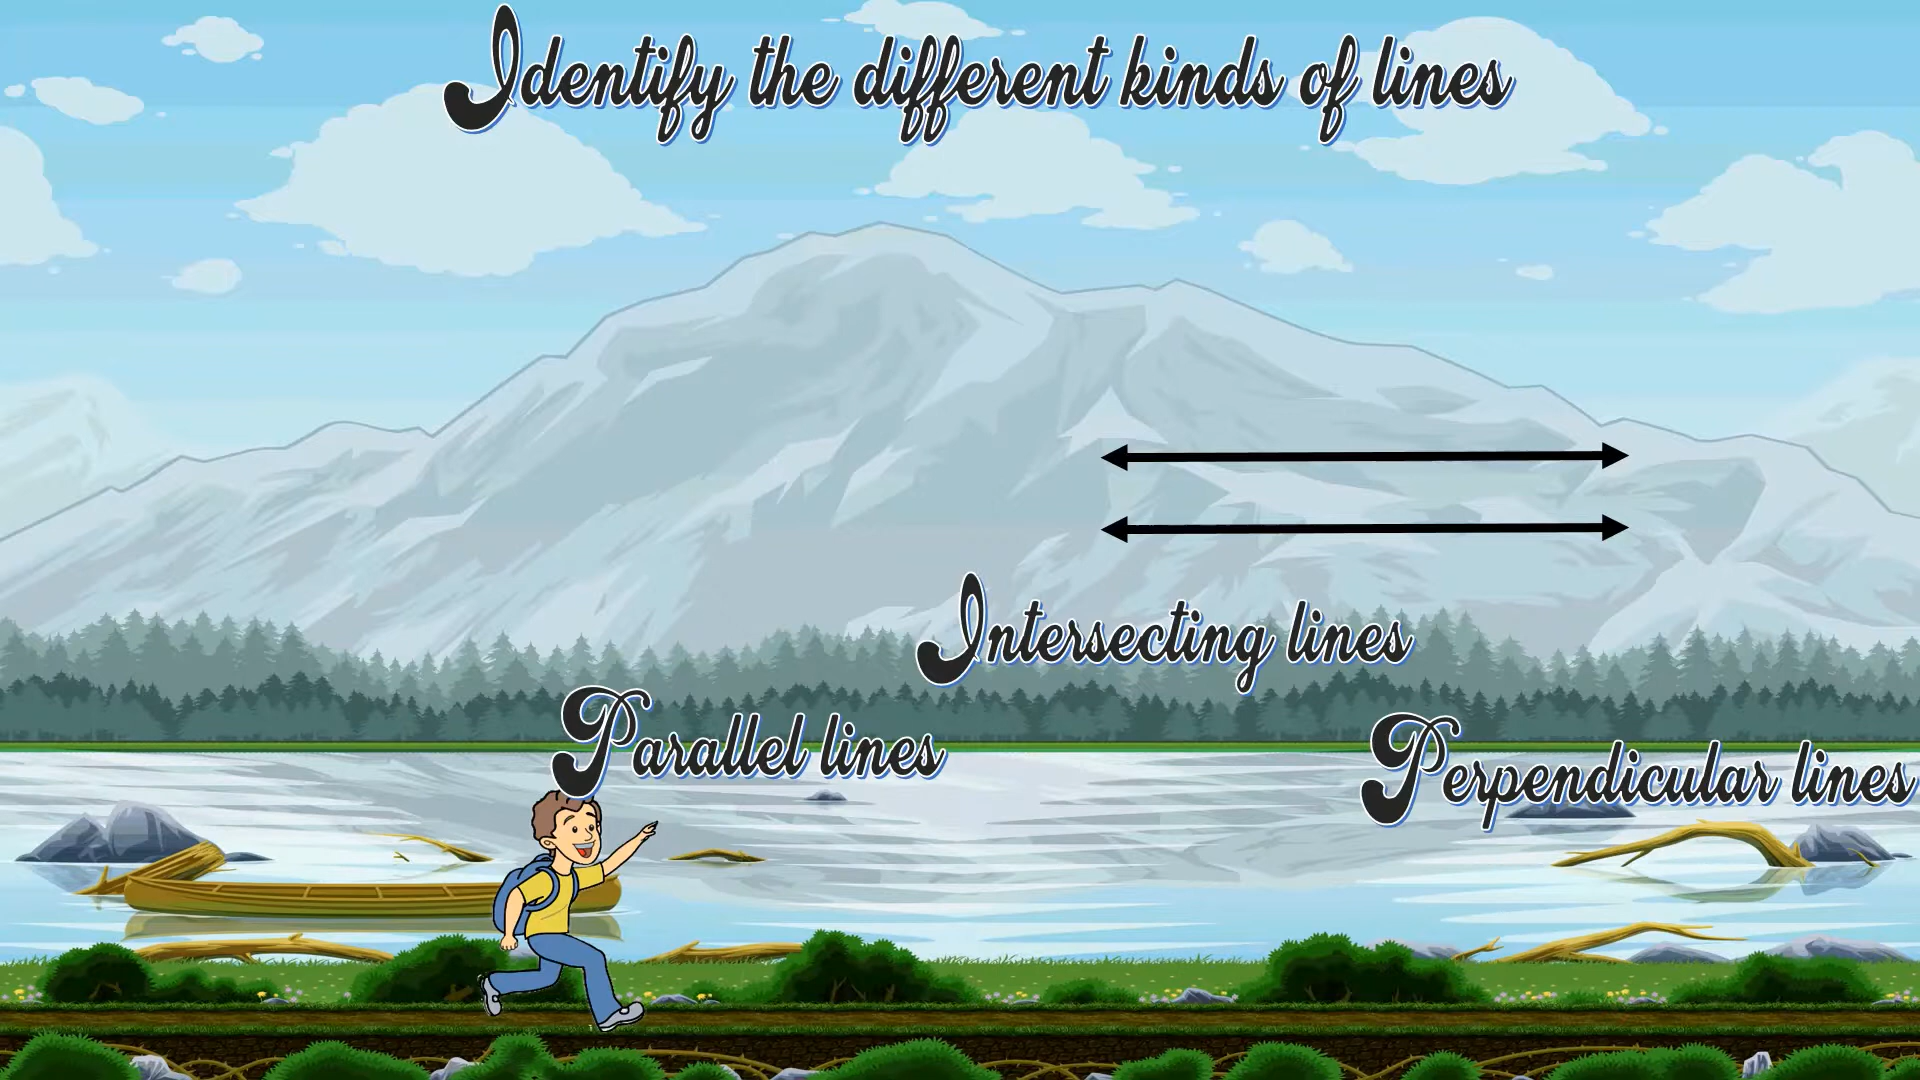 Identify the different kinds of lines
Intersecting lines
Parallel lines
Perpendicular lines